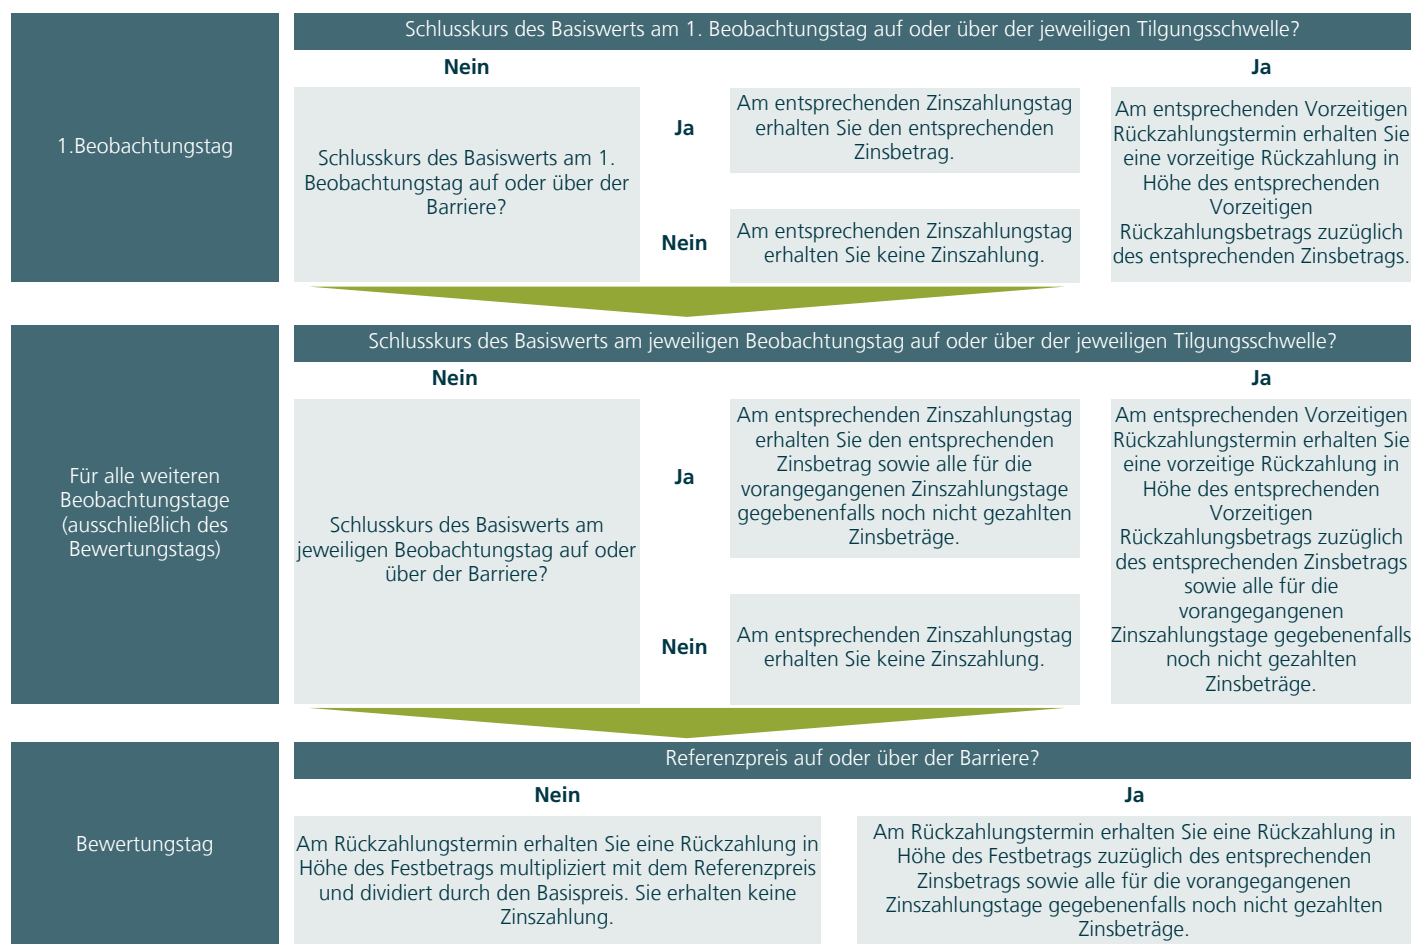 Schlusskurs des Basiswerts am 1. Beobachtungstag auf oder über der jeweiligen Tilgungsschwelle?
Nein
Ja
1.Beobachtungstag
Schlusskurs des Basiswerts am 1.
Beobachtungstag auf oder über der
Barriere?
Ja
Am entsprechenden Zinszahlungstag
erhalten Sie den entsprechenden
Zinsbetrag.
Nein
Am entsprechenden Zinszahlungstag
erhalten Sie keine Zinszahlung.
Am entsprechenden Vorzeitigen
Rückzahlungstermin erhalten Sie
eine vorzeitige Rückzahlung in
Höhe des entsprechenden
Vorzeitigen
Rückzahlungsbetrags zuzüglich
des entsprechenden Zinsbetrags.
Schlusskurs des Basiswerts am jeweiligen Beobachtungstag auf oder über der jeweiligen Tilgungsschwelle?
Nein
Ja
Für alle weiteren
Beobachtungstage
(ausschließlich des
Bewertungstags)
Schlusskurs des Basiswerts am
jeweiligen Beobachtungstag auf oder
über der Barriere?
Ja
Am entsprechenden Zinszahlungstag
erhalten Sie den entsprechenden
Zinsbetrag sowie alle für die
vorangegangenen Zinszahlungstage
gegebenenfalls noch nicht gezahlten
Zinsbeträge.
Nein
Am entsprechenden Zinszahlungstag
erhalten Sie keine Zinszahlung.
Am entsprechenden Vorzeitigen
Rückzahlungstermin erhalten Sie
eine vorzeitige Rückzahlung in
Höhe des entsprechenden
Vorzeitigen
Rückzahlungsbetrags zuzüglich
des entsprechenden Zinsbetrags
sowie alle für die
vorangegangenen
Zinszahlungstage gegebenenfalls
noch nicht gezahlten
Zinsbeträge.
Referenzpreis auf oder über der Barriere?
Nein
Ja
Bewertungstag
Am Rückzahlungstermin erhalten Sie eine Rückzahlung in
Höhe des Festbetrags multipliziert mit dem Referenzpreis
und dividiert durch den Basispreis. Sie erhalten keine
Zinszahlung.
Am Rückzahlungstermin erhalten Sie eine Rückzahlung in
Höhe des Festbetrags zuzüglich des entsprechenden
Zinsbetrags sowie alle für die vorangegangenen
Zinszahlungstage gegebenenfalls noch nicht gezahlten
Zinsbeträge.